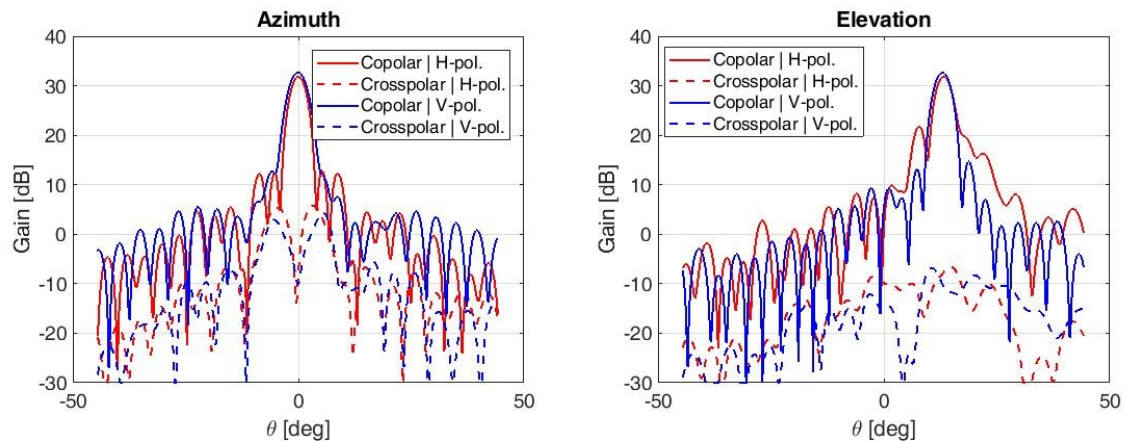 Azimuth
40
30
20
10
0
-10
-20
-30
Gain [dB]
Copolar | H-pol.
Crosspolar | H-pol.
Copolar | V-pol.
Crosspolar | V-pol.
-50
0
50
θ [deg]
Elevation
40
30
20
10
0
-10
-20
-30
Gain [dB]
Copolar | H-pol.
Crosspolar | H-pol.
Copolar | V-pol.
Crosspolar | V-pol.
-50
0
50
θ [deg]